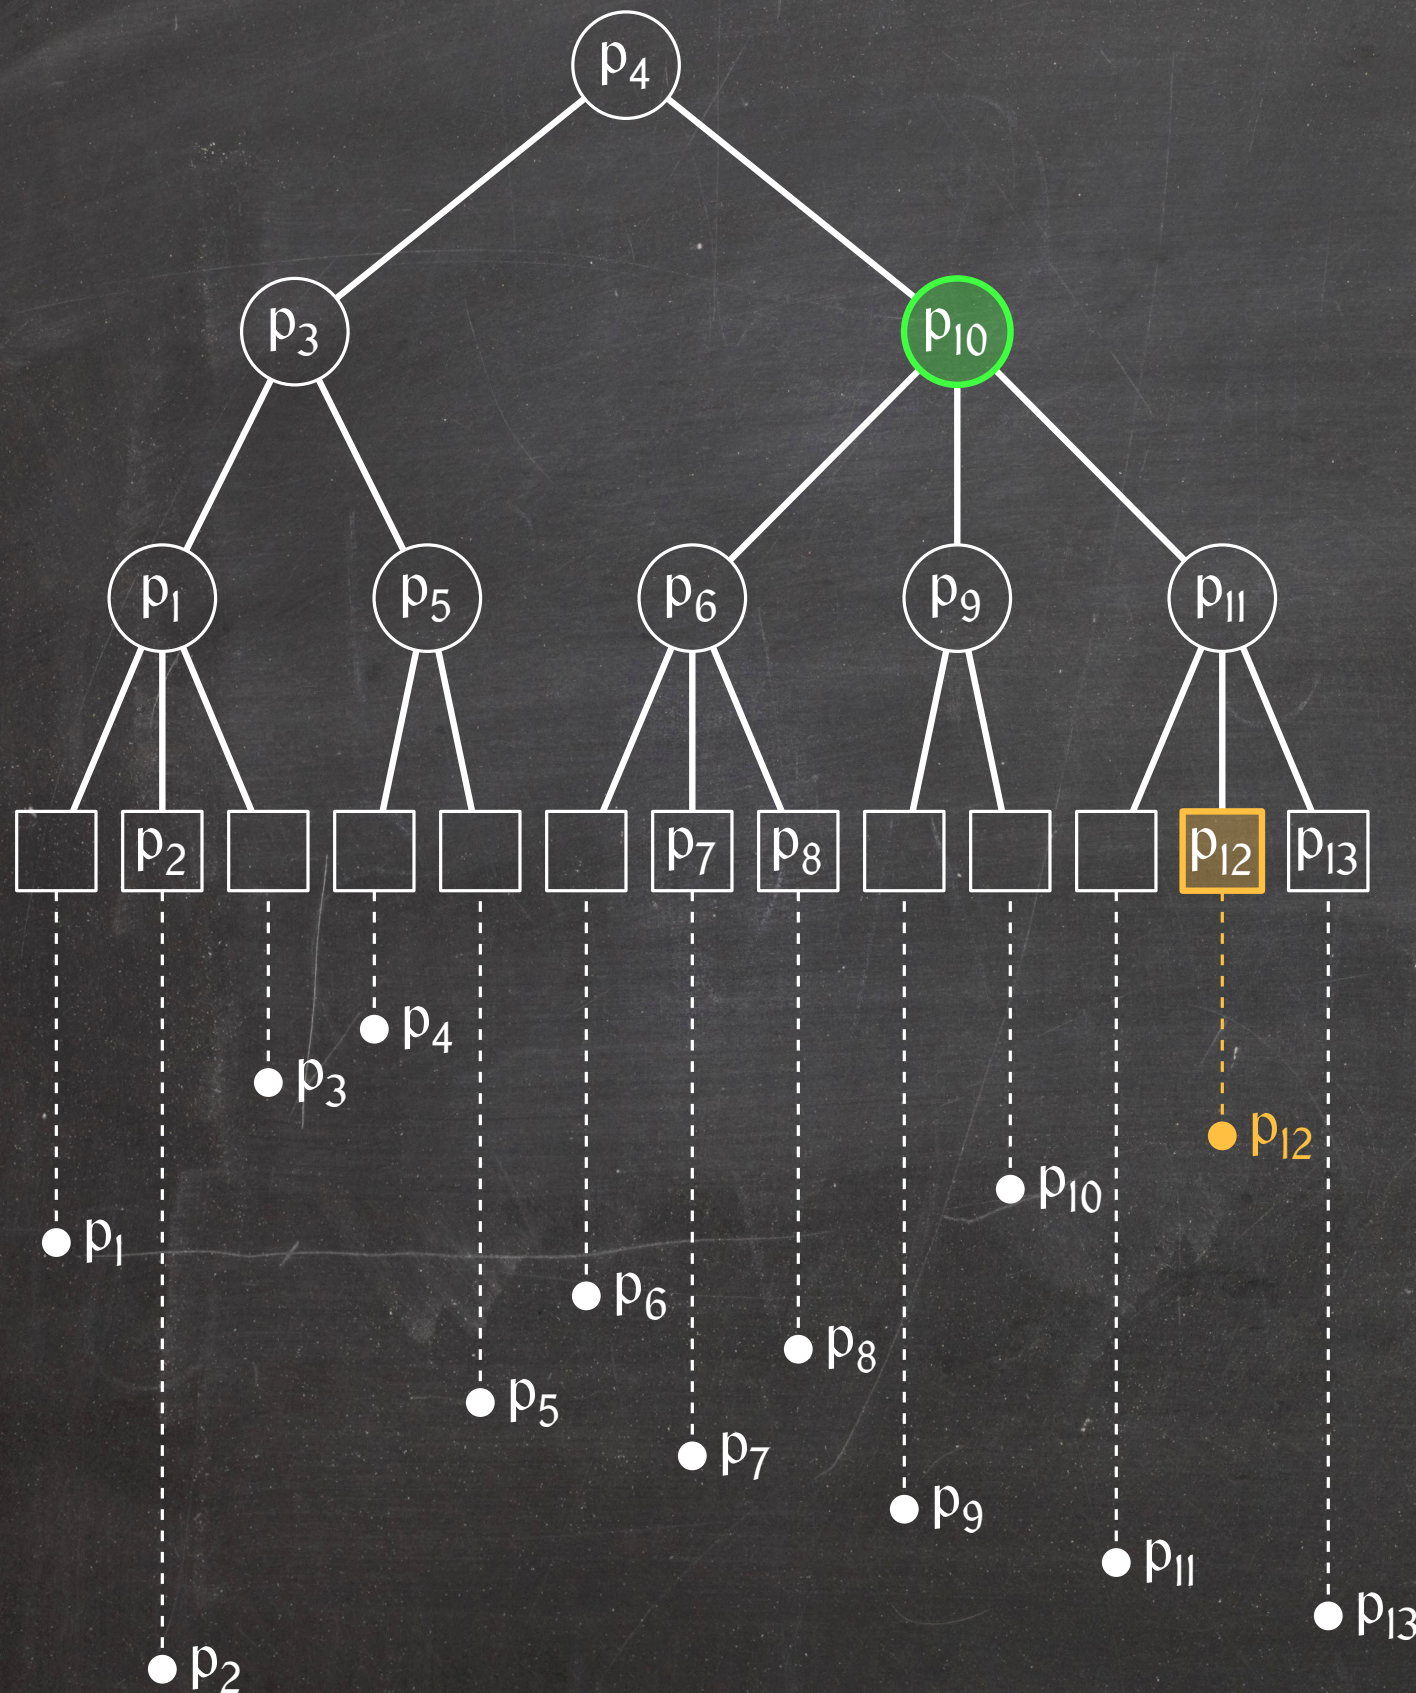 p₄
p₃ p₁₀
p₁ p₅ p₆ p₉ p₁₁
p₂ p₇ p₈ p₁₂ p₁₃
p₄
p₃
p₁₂
p₁₀
p₁
p₆
p₈
p₅
p₇
p₉
p₁₁
p₁₃
p₂